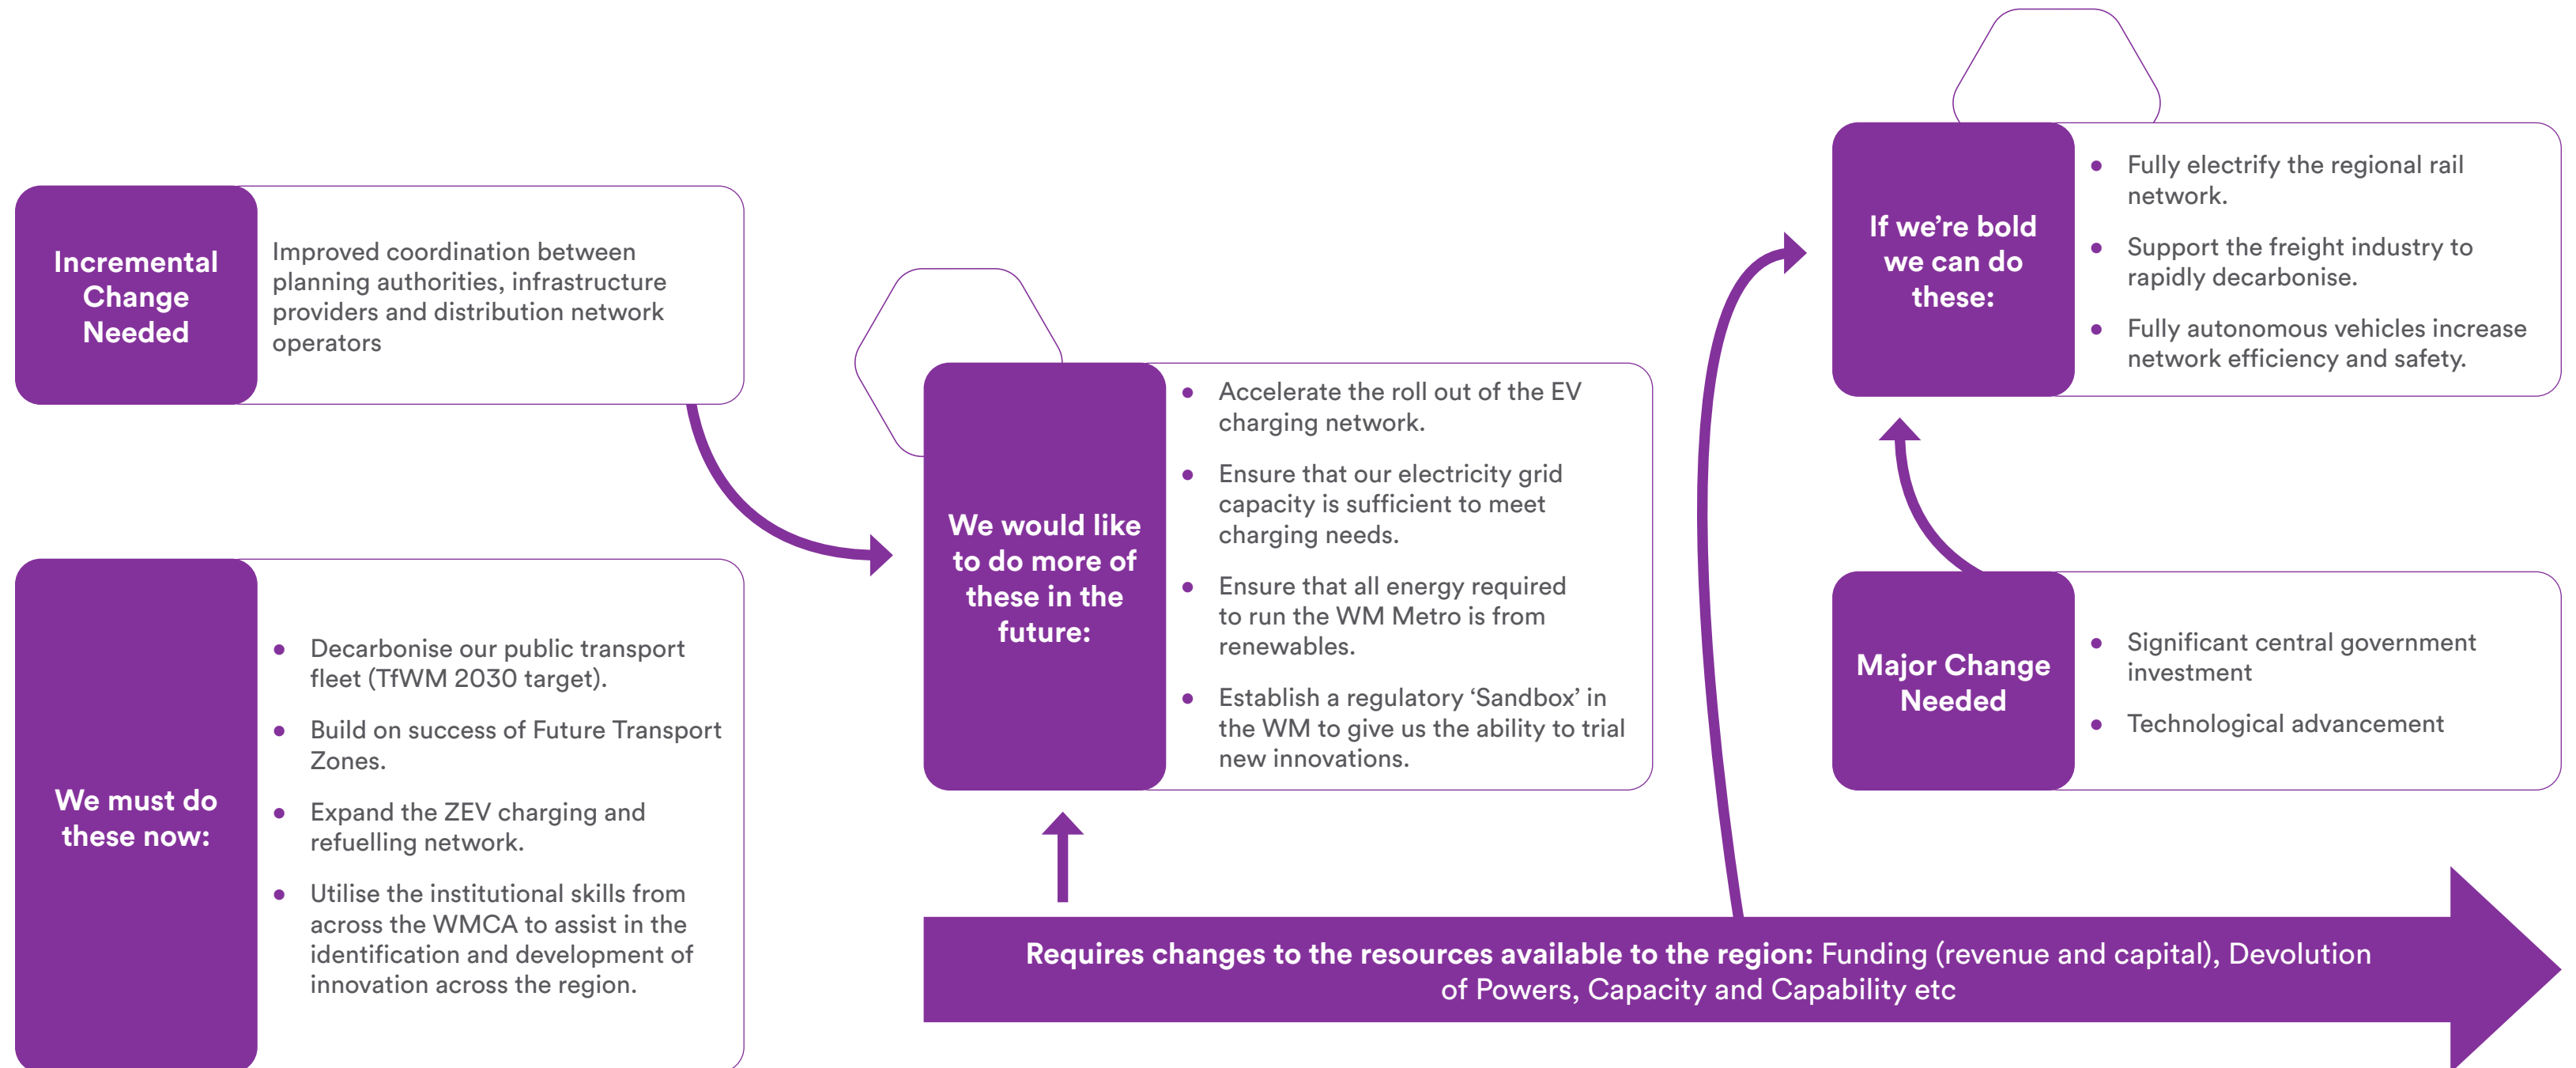 Incremental
Change
Needed
Improved coordination between
planning authorities, infrastructure
providers and distribution network
operators
We must do
these now:
• Decarbonise our public transport
fleet (TfWM 2030 target).
• Build on success of Future Transport
Zones.
• Expand the ZEV charging and
refuelling network.
• Utilise the institutional skills from
across the WMCA to assist in the
identification and development of
innovation across the region.
We would like
to do more of
these in the
future:
• Accelerate the roll out of the EV
charging network.
• Ensure that our electricity grid
capacity is sufficient to meet
charging needs.
• Ensure that all energy required
to run the WM Metro is from
renewables.
• Establish a regulatory ‘Sandbox’ in
the WM to give us the ability to trial
new innovations.
If we’re bold
we can do
these:
• Fully electrify the regional rail
network.
• Support the freight industry to
rapidly decarbonise.
• Fully autonomous vehicles increase
network efficiency and safety.
Major Change
Needed
• Significant central government
investment
• Technological advancement
Requires changes to the resources available to the region: Funding (revenue and capital), Devolution
of Powers, Capacity and Capability etc